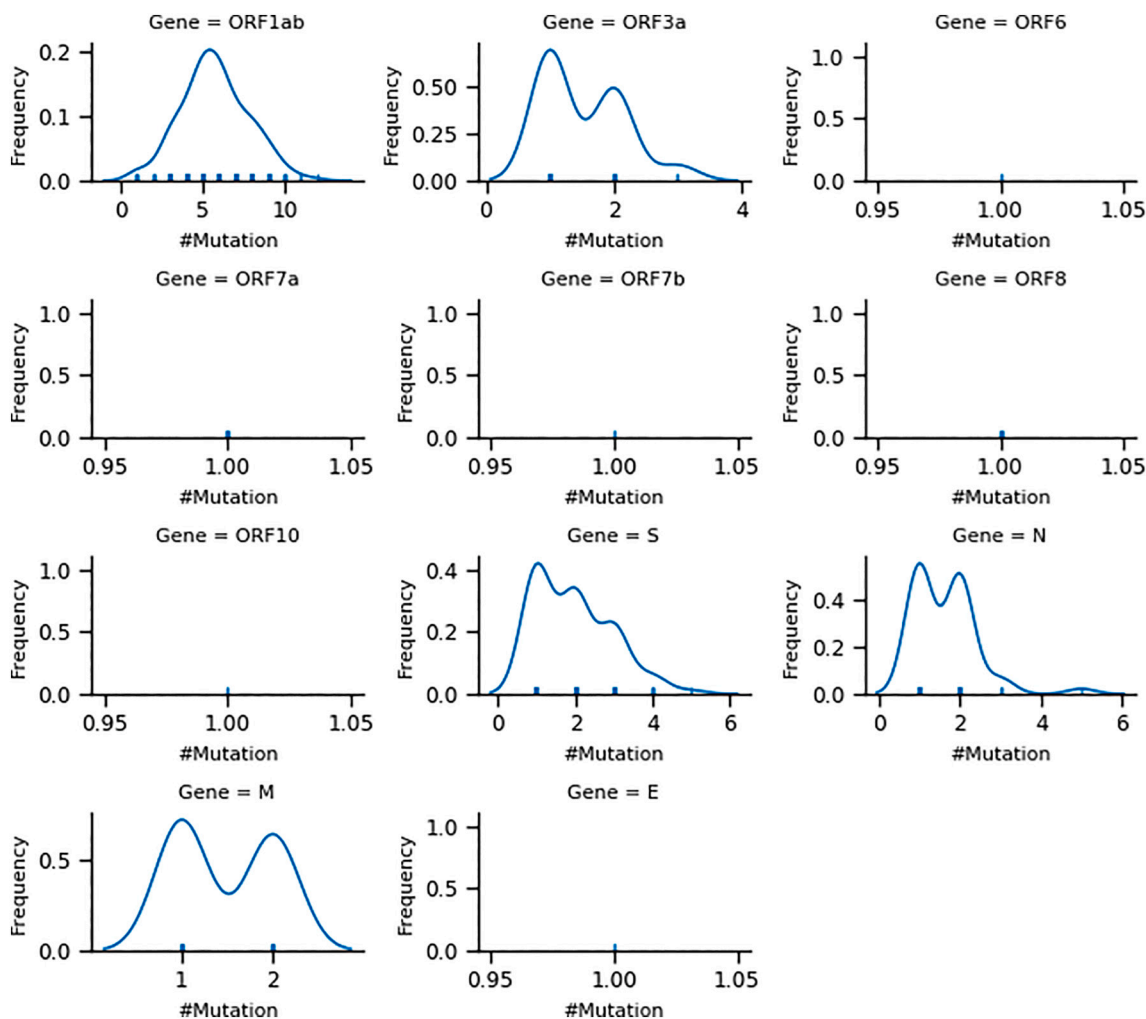 Gene = ORF1ab
Gene = ORF3a
Gene = ORF6
Frequency
0.2
0.1
0.0
0
5
10
#Mutation
Frequency
0.50
0.25
0.00
0
2
4
#Mutation
Frequency
1.0
0.5
0.0
0.95
1.00
1.05
#Mutation
Gene = ORF7a
Gene = ORF7b
Gene = ORF8
Frequency
1.0
0.5
0.0
0.95
1.00
1.05
#Mutation
Frequency
1.0
0.5
0.0
0.95
1.00
1.05
#Mutation
Frequency
1.0
0.5
0.0
0.95
1.00
1.05
#Mutation
Gene = ORF10
Gene = S
Gene = N
Frequency
1.0
0.5
0.0
0.95
1.00
1.05
#Mutation
Frequency
0.4
0.2
0.0
0
2
4
6
#Mutation
Frequency
0.4
0.2
0.0
0
2
4
6
#Mutation
Gene = M
Gene = E
Frequency
0.5
0.0
1
2
#Mutation
Frequency
1.0
0.5
0.0
0.95
1.00
1.05
#Mutation